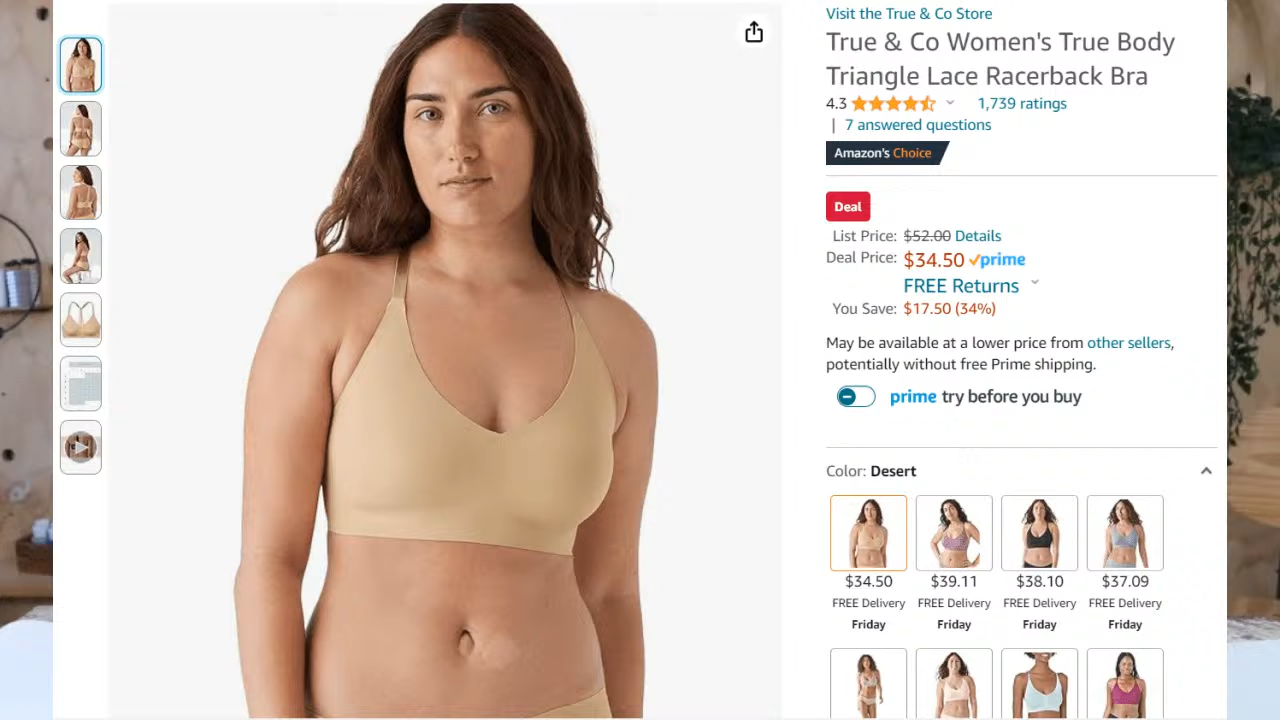 Visit the True & Co Store
True & Co Women's True Body
Triangle Lace Racerback Bra
4.3 1,739 ratings
| 7 answered questions
Amazon's Choice
Deal
List Price: $52.00 Details
Deal Price: $34.50 prime
FREE Returns
You Save: $17.50 (34%)
May be available at a lower price from other sellers,
potentially without free Prime shipping.
prime try before you buy
Color: Desert
$34.50 $39.11 $38.10 $37.09
FREE Delivery FREE Delivery FREE Delivery FREE Delivery
Friday Friday Friday Friday